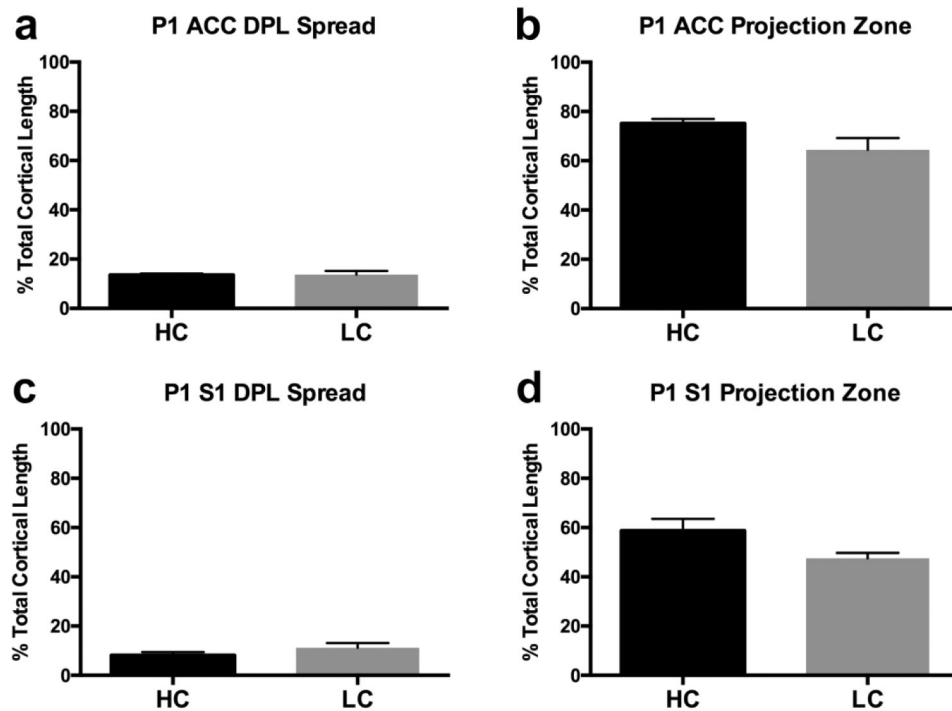 a
P1 ACC DPL Spread
% Total Cortical Length
100
80
60
40
20
0
HC LC
b
P1 ACC Projection Zone
% Total Cortical Length
100
80
60
40
20
0
HC LC
c
P1 S1 DPL Spread
% Total Cortical Length
100
80
60
40
20
0
HC LC
d
P1 S1 Projection Zone
% Total Cortical Length
100
80
60
40
20
0
HC LC